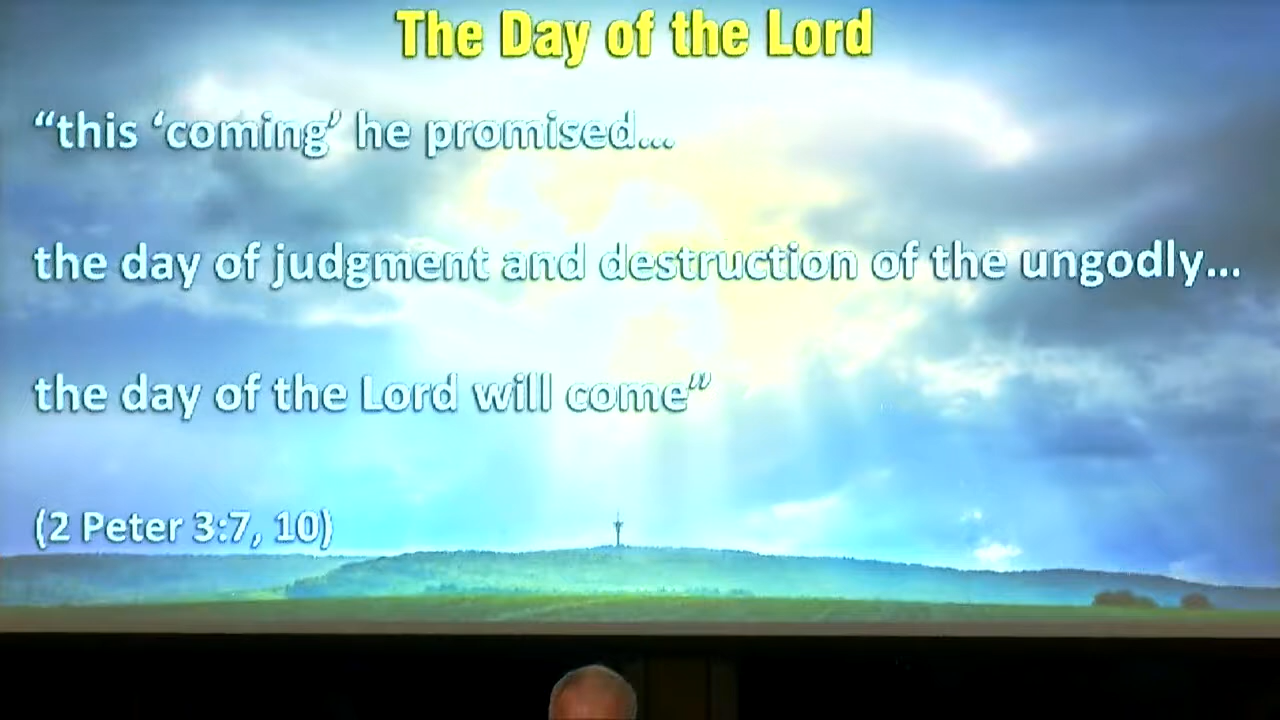 The Day of the Lord
“this ‘coming’ he promised...
the day of judgment and destruction of the ungodly...
the day of the Lord will come”
(2 Peter 3:7, 10)